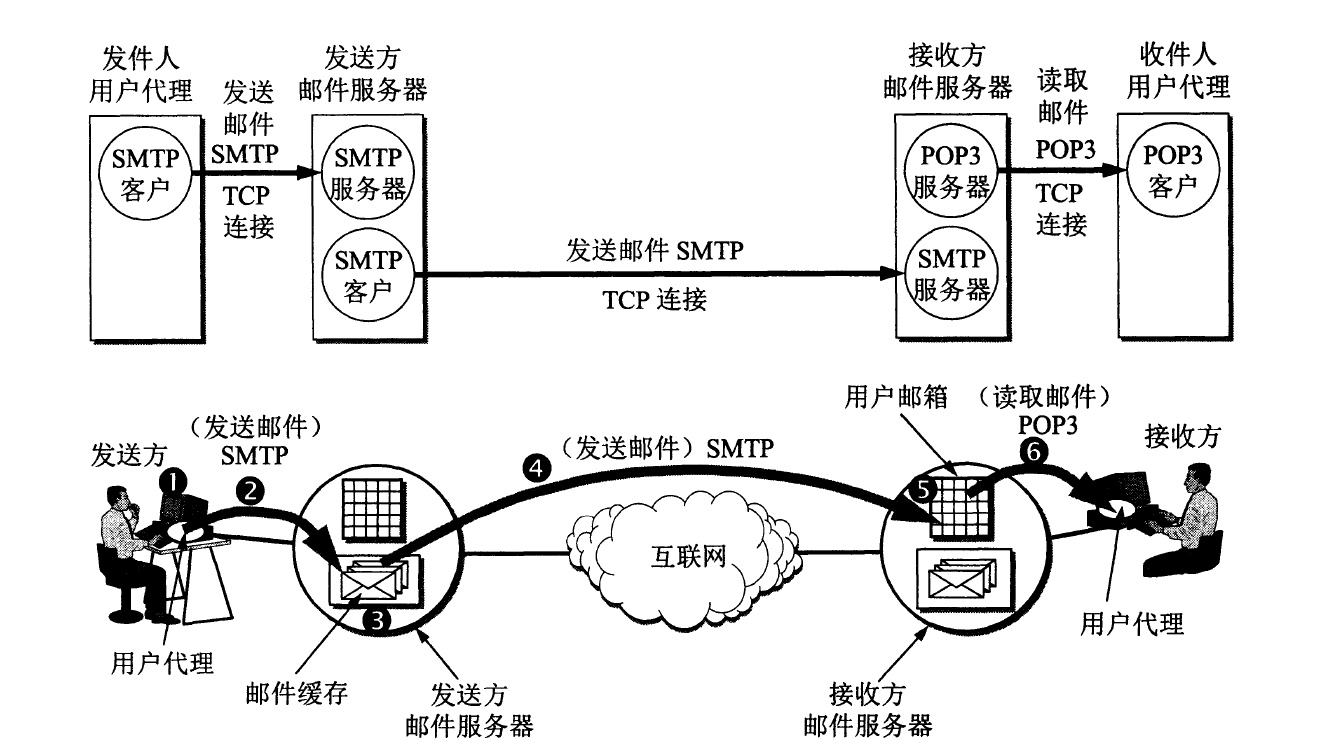 发件人
用户代理
发送
邮件
SMTP
TCP
连接
发送方
邮件服务器
SMTP
客户
SMTP
服务器
SMTP
客户
发送邮件 SMTP
TCP 连接
接收方
邮件服务器
POP3
服务器
SMTP
服务器
读取
邮件
POP3
TCP
连接
收件人
用户代理
POP3
客户
发送方
❶
（发送邮件）
SMTP
❷
❸
❹
（发送邮件）SMTP
互联网
用户邮箱
❺
（读取邮件）
POP3
❻
接收方
用户代理
邮件缓存
发送方
邮件服务器
接收方
邮件服务器
用户代理